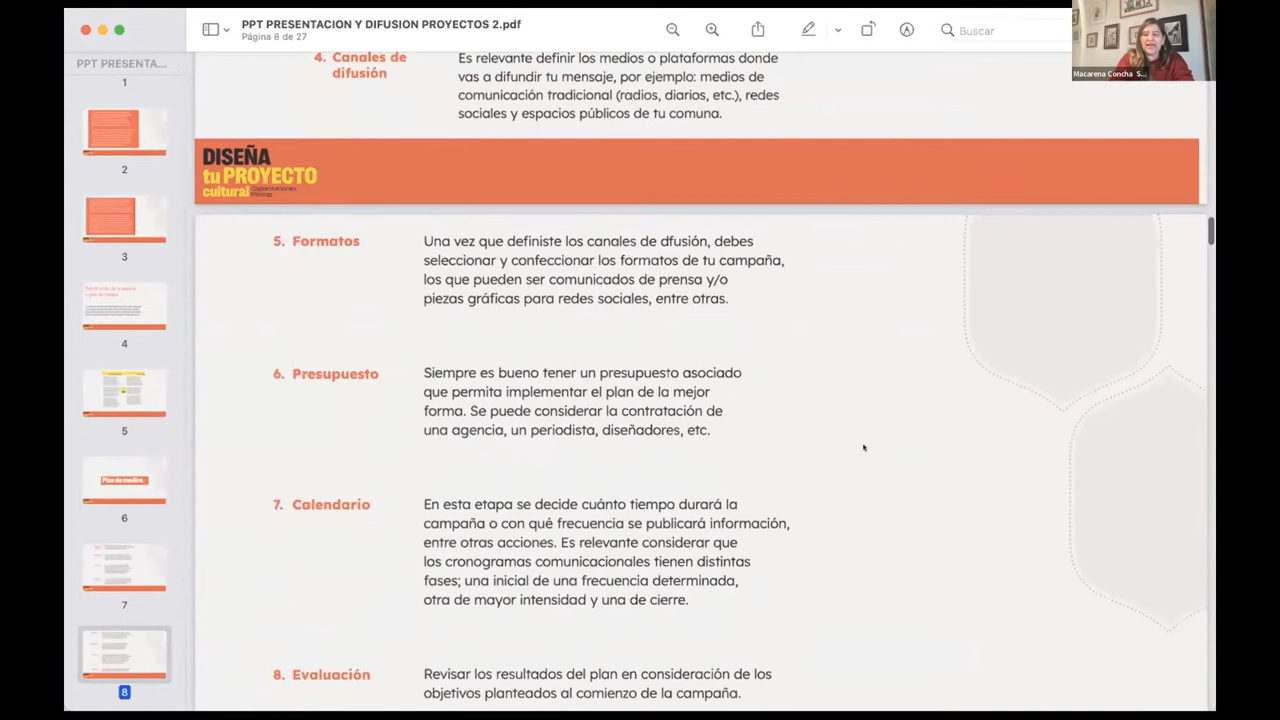 PPT PRESENTACION Y DIFUSION PROYECTOS 2.pdf
Página 8 de 27
Buscar
Macarena Concha S...
PPT PRESENTA...
1
2
3
4
5
Plan de medios.
6
7
8
4. Canales de difusión
Es relevante definir los medios o plataformas donde
vas a difundir tu mensaje, por ejemplo: medios de
comunicación tradicional (radios, diarios, etc.), redes
sociales y espacios públicos de tu comuna.
DISEÑA
tu PROYECTO
cultural Capacitaciones
Mincap
5. Formatos
Una vez que definiste los canales de dfusión, debes
seleccionar y confeccionar los formatos de tu campaña,
los que pueden ser comunicados de prensa y/o
piezas gráficas para redes sociales, entre otras.
6. Presupuesto
Siempre es bueno tener un presupuesto asociado
que permita implementar el plan de la mejor
forma. Se puede considerar la contratación de
una agencia, un periodista, diseñadores, etc.
7. Calendario
En esta etapa se decide cuánto tiempo durará la
campaña o con qué frecuencia se publicará información,
entre otras acciones. Es relevante considerar que
los cronogramas comunicacionales tienen distintas
fases; una inicial de una frecuencia determinada,
otra de mayor intensidad y una de cierre.
8. Evaluación
Revisar los resultados del plan en consideración de los
objetivos planteados al comienzo de la campaña.